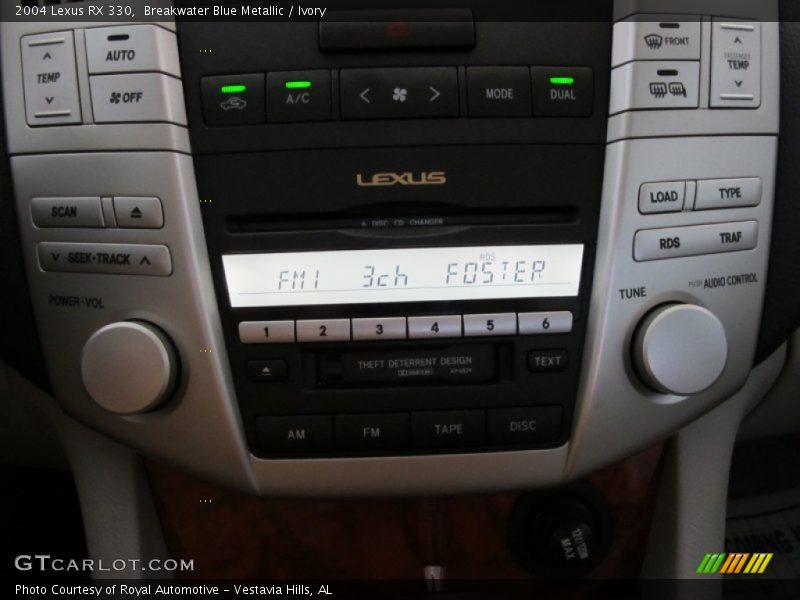 2004 Lexus RX 330,  Breakwater Blue Metallic / Ivory
TEMP
AUTO
OFF
A/C
MODE
DUAL
FRONT
PASSENGER
TEMP
LEXUS
DISC CD CHANGER
SCAN
SEEK•TRACK
POWER•VOL
LOAD
TYPE
RDS
TRAF
TUNE
PUSH AUDIO CONTROL
RDS
FM1 3ch FOSTER
1 2 3 4 5 6
THEFT DETERRENT DESIGN
TEXT
AM
FM
TAPE
DISC
MAX
GTCARLOT.COM
Photo Courtesy of Royal Automotive - Vestavia Hills, AL